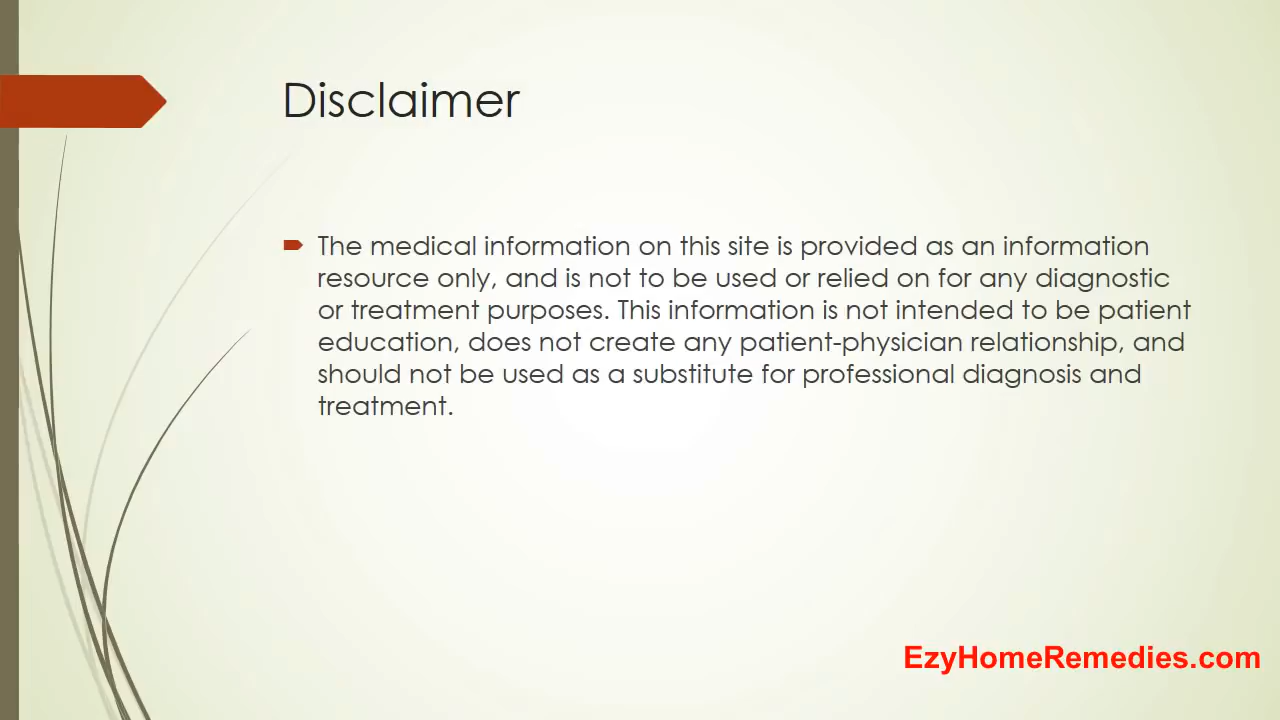 Disclaimer
The medical information on this site is provided as an information
resource only, and is not to be used or relied on for any diagnostic
or treatment purposes. This information is not intended to be patient
education, does not create any patient-physician relationship, and
should not be used as a substitute for professional diagnosis and
treatment.
EzyHomeRemedies.com